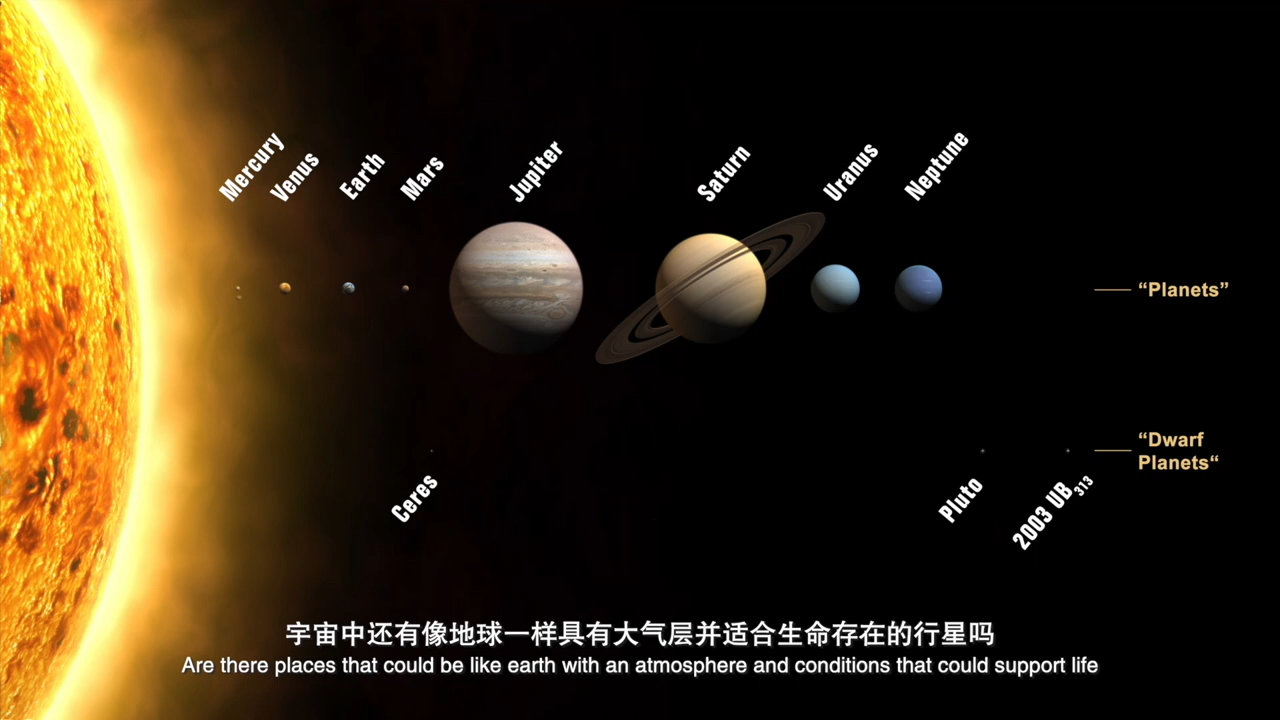 Mercury
Venus
Earth
Mars
Jupiter
Saturn
Uranus
Neptune
“Planets”
“Dwarf
Planets“
Ceres
Pluto
2003 UB313
宇宙中还有像地球一样具有大气层并适合生命存在的行星吗
Are there places that could be like earth with an atmosphere and conditions that could support life